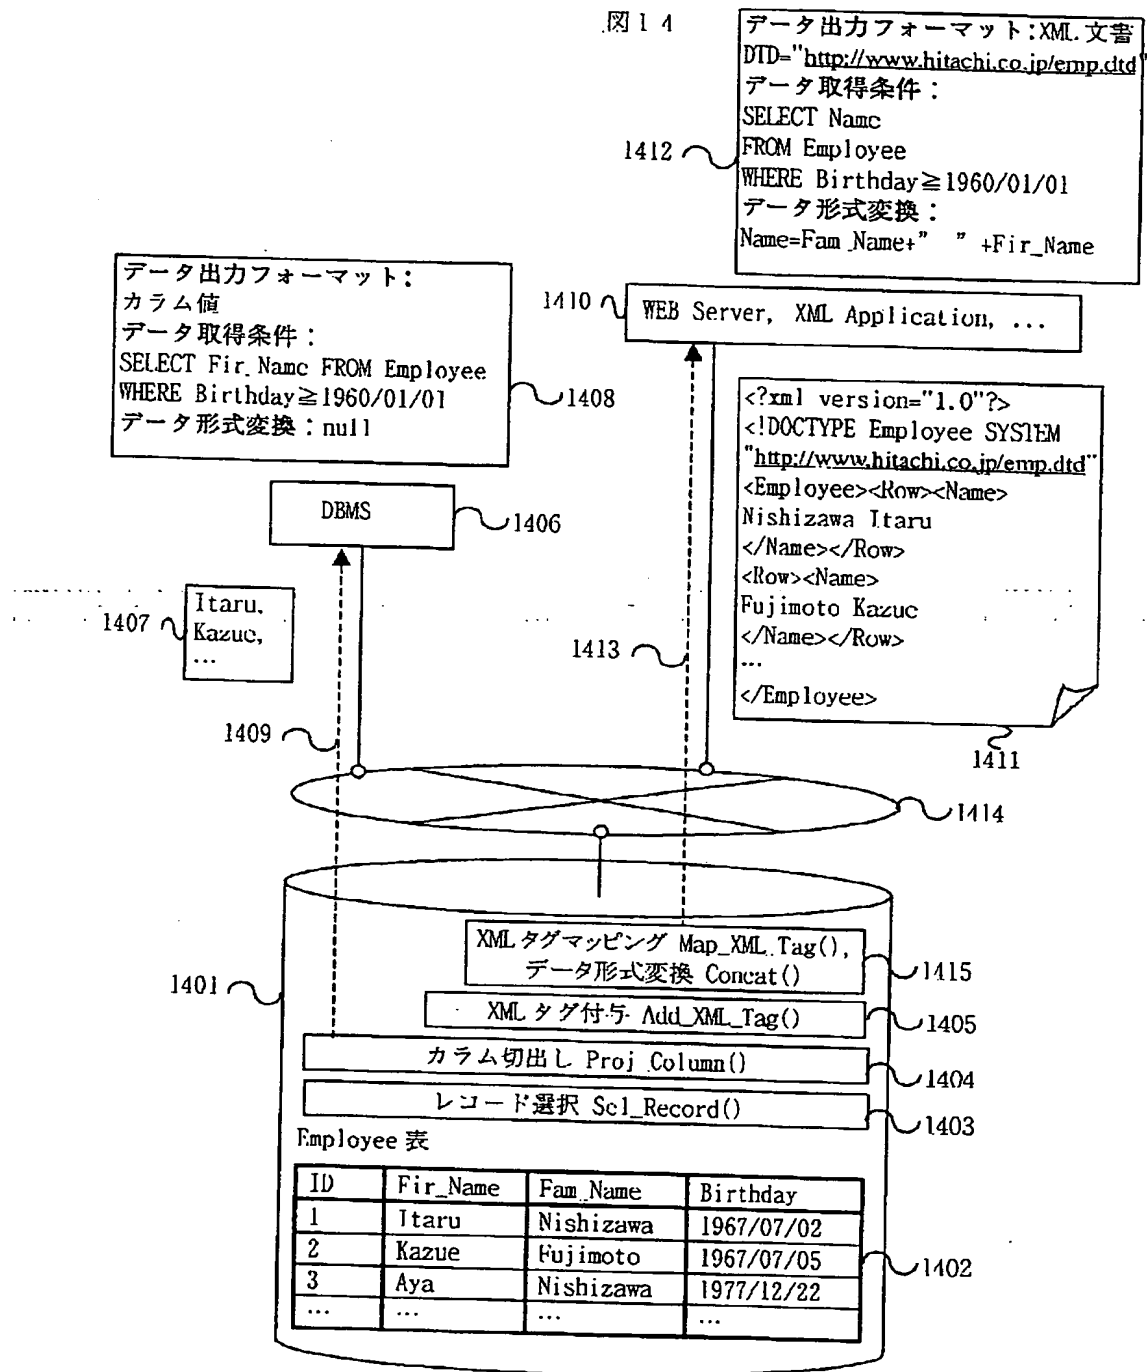 図14
データ出力フォーマット:XML文書
DTD="http://www.hitachi.co.jp/emp.dtd"
データ取得条件:
SELECT Name
FROM Employee
WHERE Birthday≧1960/01/01
データ形式変換:
Name=Fam_Name+" "+Fir_Name
1412
データ出力フォーマット:
カラム値
データ取得条件:
SELECT Fir_Name FROM Employee
WHERE Birthday≧1960/01/01
データ形式変換:null
1408
1410
WEB Server, XML Application, ...
DBMS
1406
<?xml version="1.0"?>
<!DOCTYPE Employee SYSTEM
"http://www.hitachi.co.jp/emp.dtd"
<Employee><Row><Name>
Nishizawa Itaru
</Name></Row>
<Row><Name>
Fujimoto Kazue
</Name></Row>
...
</Employee>
1411
1407
Itaru,
Kazue,
...
1413
1409
1414
1401
XMLタグマッピング Map_XML_Tag(),
データ形式変換 Concat()
1415
XMLタグ付与 Add_XML_Tag()
1405
カラム切出し Proj_Column()
1404
レコード選択 Sel_Record()
1403
Employee 表
ID Fir_Name Fam_Name Birthday
1 Itaru Nishizawa 1967/07/02
2 Kazue Fujimoto 1967/07/05
3 Aya Nishizawa 1977/12/22
... ... ... ...
1402